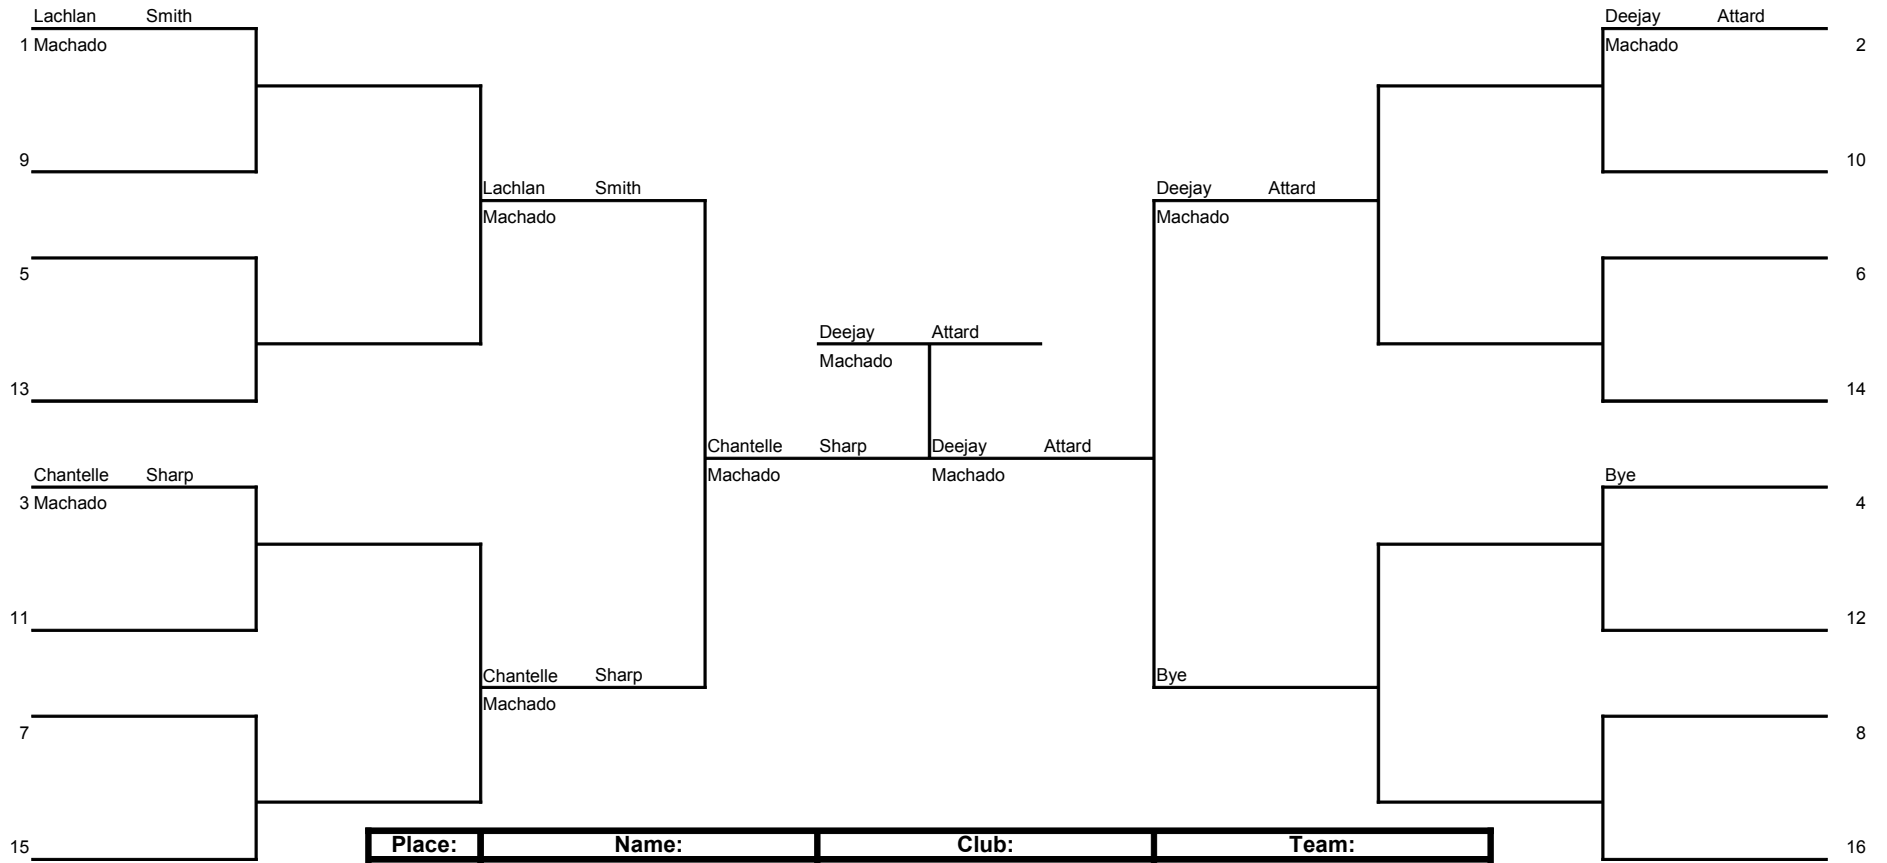 Lachlan Smith
Deejay Attard
1 Machado
Machado 2
9
10
Lachlan Smith
Deejay Attard
Machado
Machado
5
6
Deejay Attard
Machado
13
14
Chantelle Sharp
Deejay Attard
Machado
Machado
Chantelle Sharp
Bye
3 Machado
4
11
12
Chantelle Sharp
Bye
Machado
7
8
15
Place: Name: Club: Team:
16